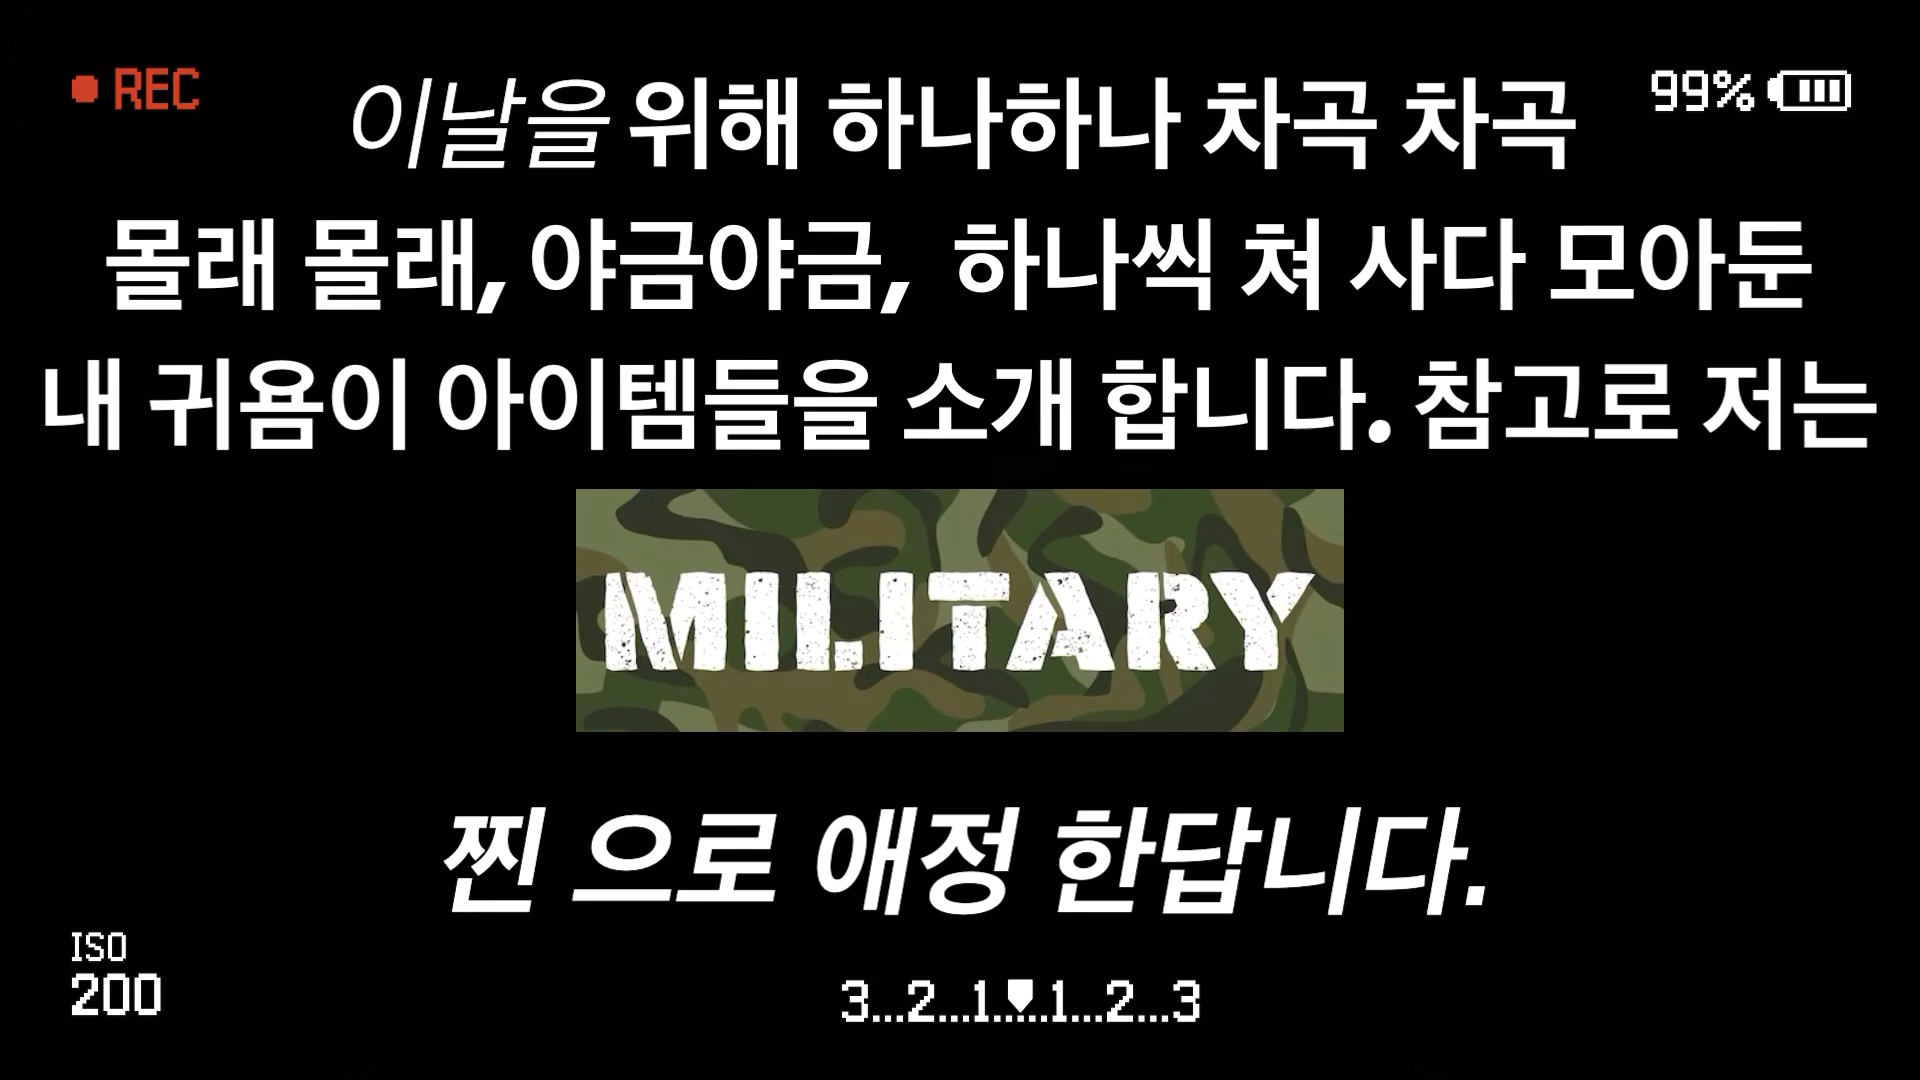 REC
99%
이날을 위해 하나하나 차곡 차곡
몰래 몰래, 야금야금, 하나씩 쳐 사다 모아둔
내 귀욤이 아이템들을 소개 합니다. 참고로 저는
MILITARY
찐 으로 애정 한답니다.
ISO
200
3...2...1.....1...2...3